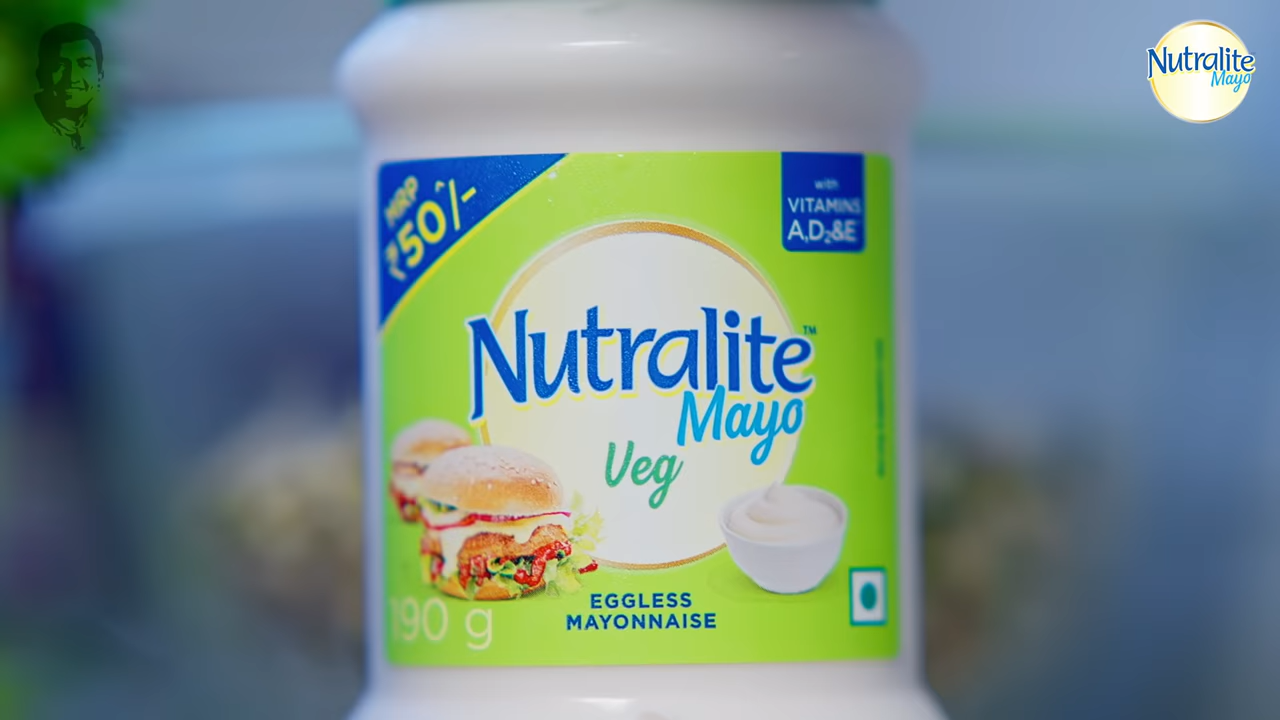 Nutralite
Mayo
MRP
₹50/-
with
VITAMINS
A,D₂&E
Nutralite™
Mayo
Veg
EGGLESS
MAYONNAISE
190 g